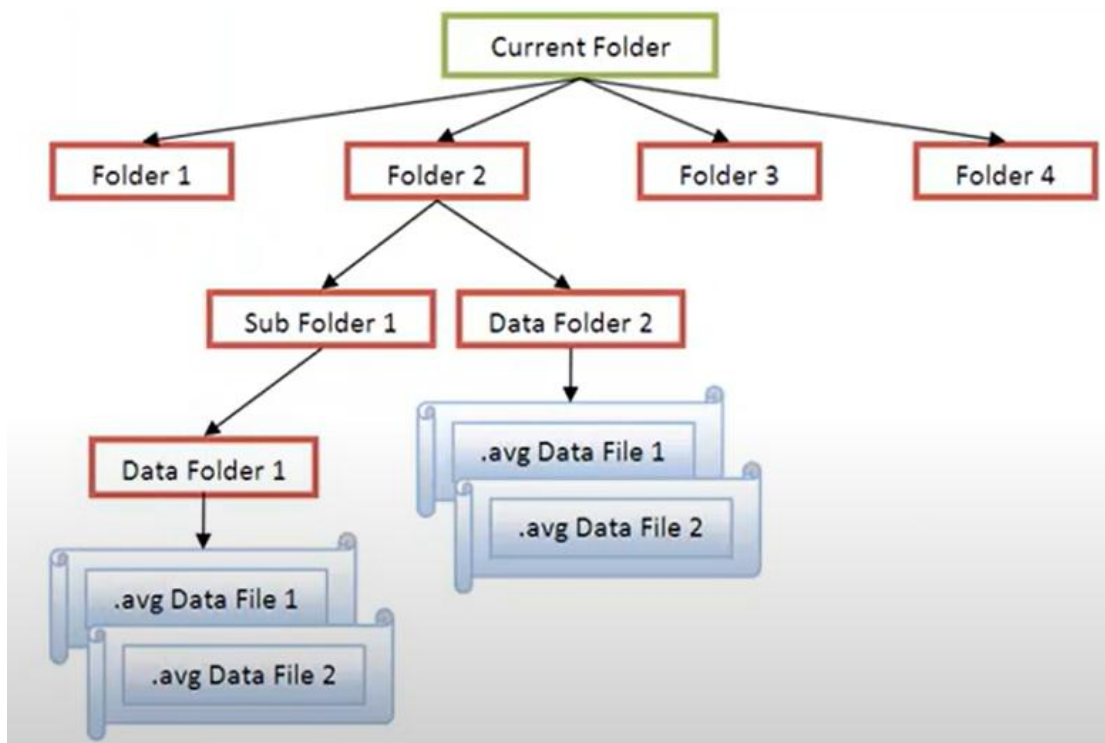 Current Folder
Folder 1
Folder 2
Folder 3
Folder 4
Sub Folder 1
Data Folder 2
.avg Data File 1
Data Folder 1
.avg Data File 2
.avg Data File 1
.avg Data File 2